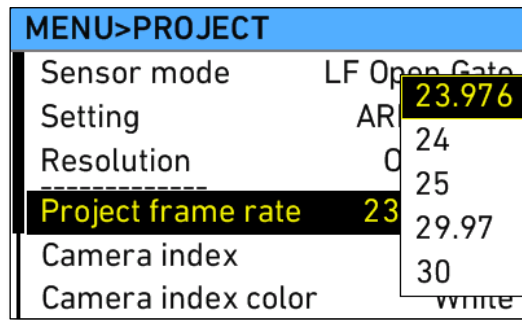 MENU>PROJECT
Sensor mode LF Open Gate
Setting
Resolution
Project frame rate 23
Camera index
Camera index color White
23.976
24
25
29.97
30